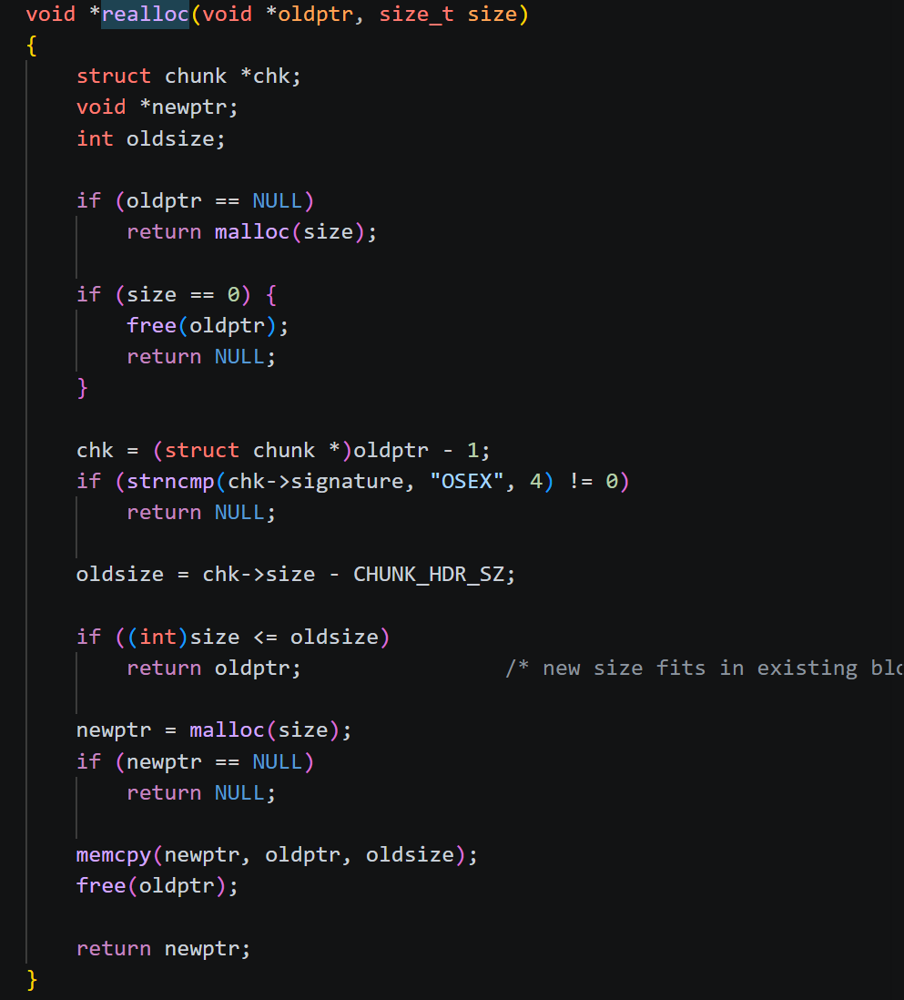 void *realloc(void *oldptr, size_t size)
{
    struct chunk *chk;
    void *newptr;
    int oldsize;

    if (oldptr == NULL)
        return malloc(size);

    if (size == 0) {
        free(oldptr);
        return NULL;
    }

    chk = (struct chunk *)oldptr - 1;
    if (strncmp(chk->signature, "OSEX", 4) != 0)
        return NULL;

    oldsize = chk->size - CHUNK_HDR_SZ;

    if ((int)size <= oldsize)
        return oldptr;                /* new size fits in existing

    newptr = malloc(size);
    if (newptr == NULL)
        return NULL;

    memcpy(newptr, oldptr, oldsize);
    free(oldptr);

    return newptr;
}